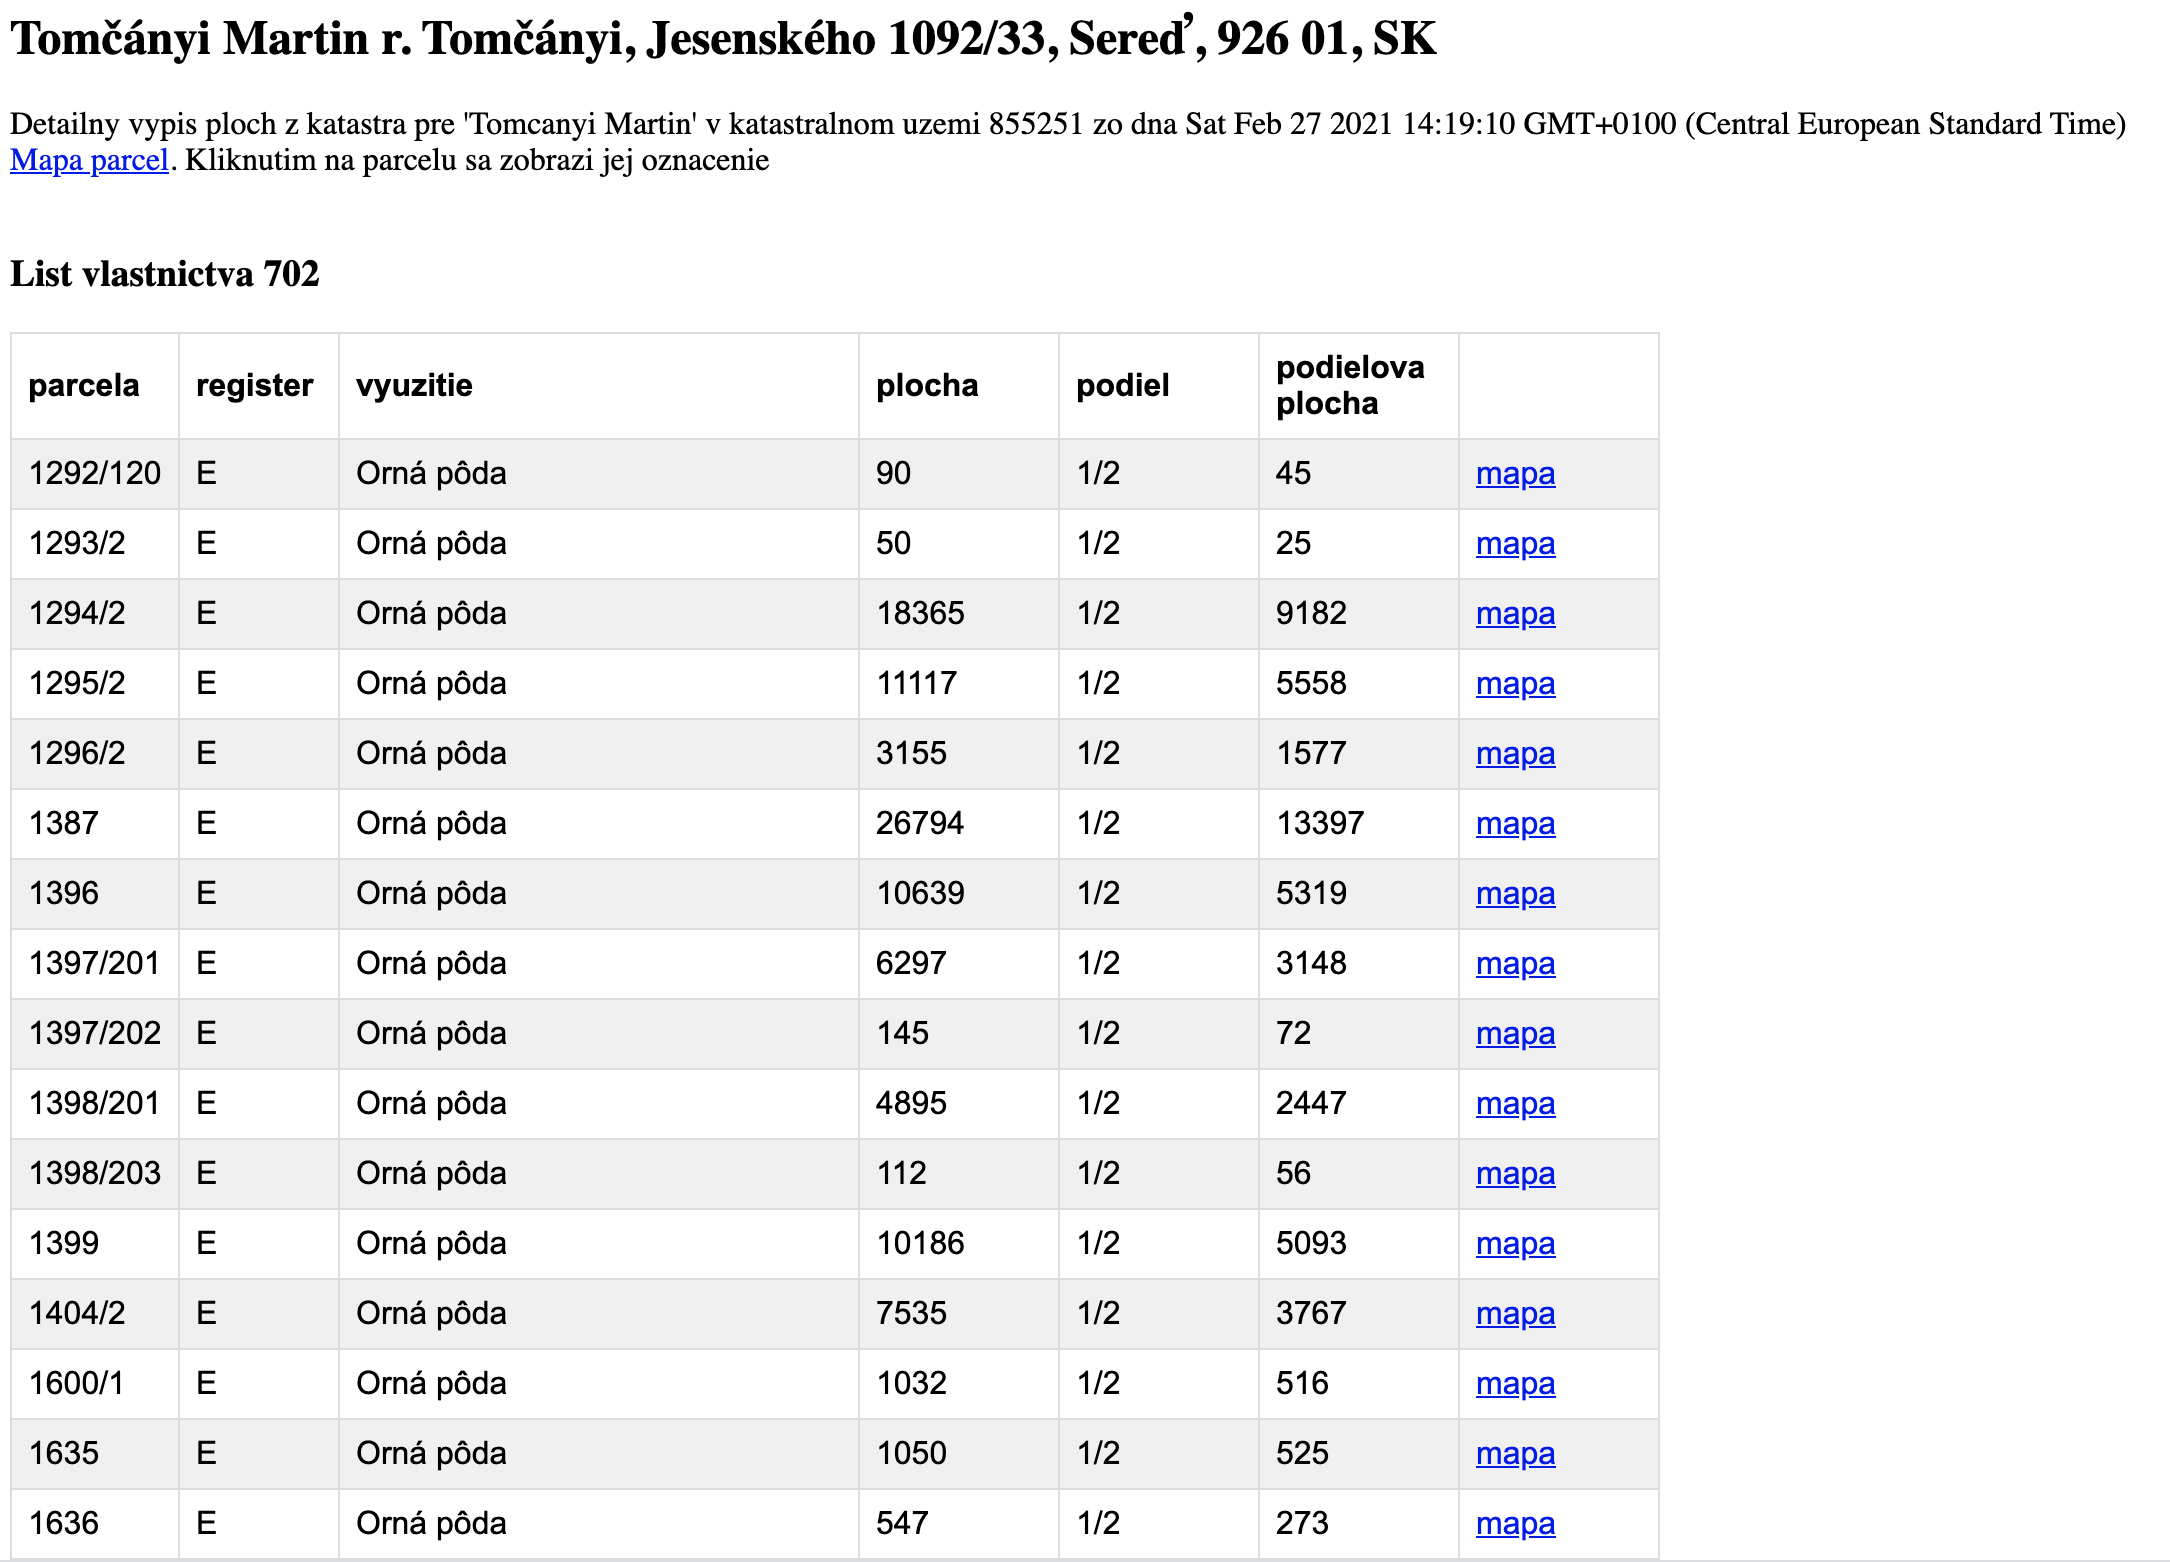 Tomčányi Martin r. Tomčányi, Jesenského 1092/33, Sereď, 926 01, SK
Detailny vypis ploch z katastra pre 'Tomcanyi Martin' v katastralnom uzemi 855251 zo dna Sat Feb 27 2021 14:19:10 GMT+0100 (Central European Standard Time)
Mapa parcel. Kliknutim na parcelu sa zobrazi jej oznacenie
List vlastnictva 702
parcela register vyuzitie plocha podiel podielova plocha
1292/120 E Orná pôda 90 1/2 45 mapa
1293/2 E Orná pôda 50 1/2 25 mapa
1294/2 E Orná pôda 18365 1/2 9182 mapa
1295/2 E Orná pôda 11117 1/2 5558 mapa
1296/2 E Orná pôda 3155 1/2 1577 mapa
1387 E Orná pôda 26794 1/2 13397 mapa
1396 E Orná pôda 10639 1/2 5319 mapa
1397/201 E Orná pôda 6297 1/2 3148 mapa
1397/202 E Orná pôda 145 1/2 72 mapa
1398/201 E Orná pôda 4895 1/2 2447 mapa
1398/203 E Orná pôda 112 1/2 56 mapa
1399 E Orná pôda 10186 1/2 5093 mapa
1404/2 E Orná pôda 7535 1/2 3767 mapa
1600/1 E Orná pôda 1032 1/2 516 mapa
1635 E Orná pôda 1050 1/2 525 mapa
1636 E Orná pôda 547 1/2 273 mapa